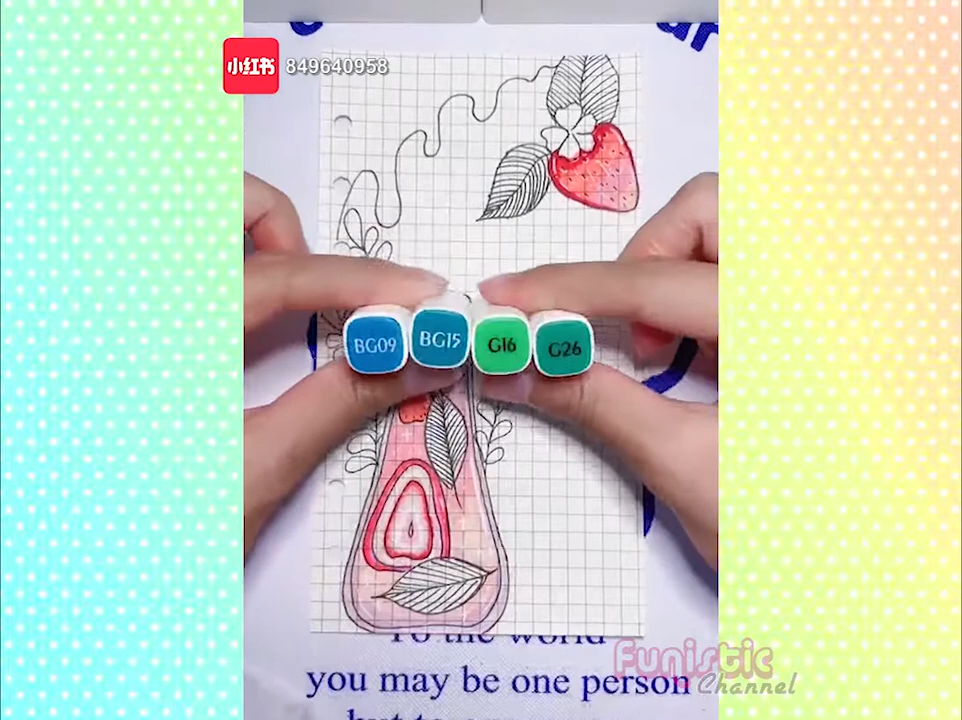 小红书 849640958
BG09 BG15 G16 G26
To the world
you may be one person
Funistic
Channel